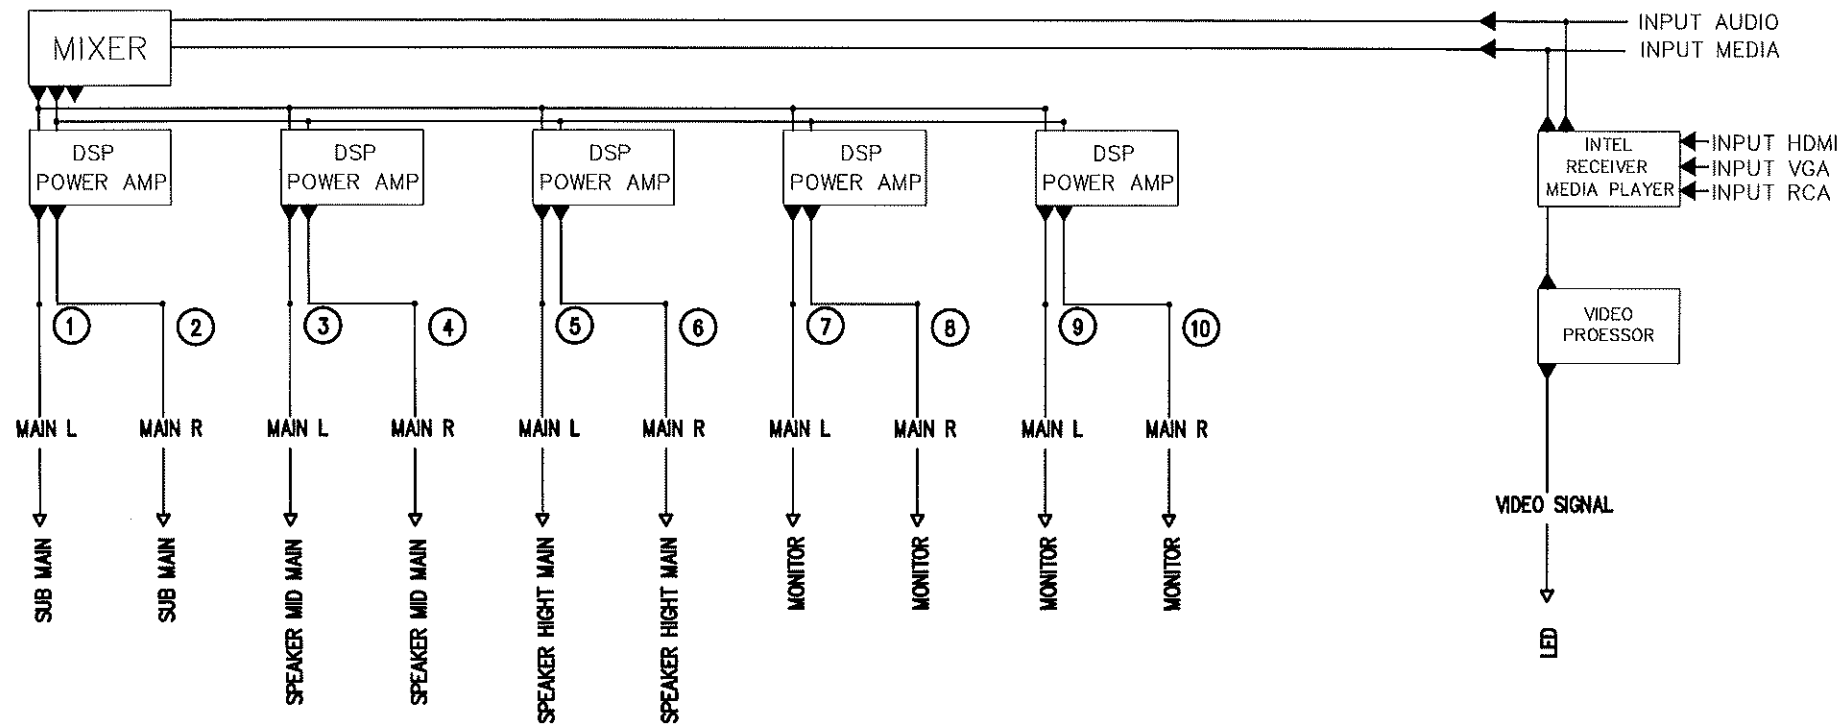 MIXER
INPUT AUDIO
INPUT MEDIA
DSP
POWER AMP
DSP
POWER AMP
DSP
POWER AMP
DSP
POWER AMP
DSP
POWER AMP
INTEL
RECEIVER
MEDIA PLAYER
INPUT HDMI
INPUT VGA
INPUT RCA
1
2
3
4
5
6
7
8
9
10
VIDEO
PROESSOR
MAIN L
MAIN R
MAIN L
MAIN R
MAIN L
MAIN R
MAIN L
MAIN R
MAIN L
MAIN R
VIDEO SIGNAL
SUB MAIN
SUB MAIN
SPEAKER MID MAIN
SPEAKER MID MAIN
SPEAKER HIGHT MAIN
SPEAKER HIGHT MAIN
MONITOR
MONITOR
MONITOR
MONITOR
LED